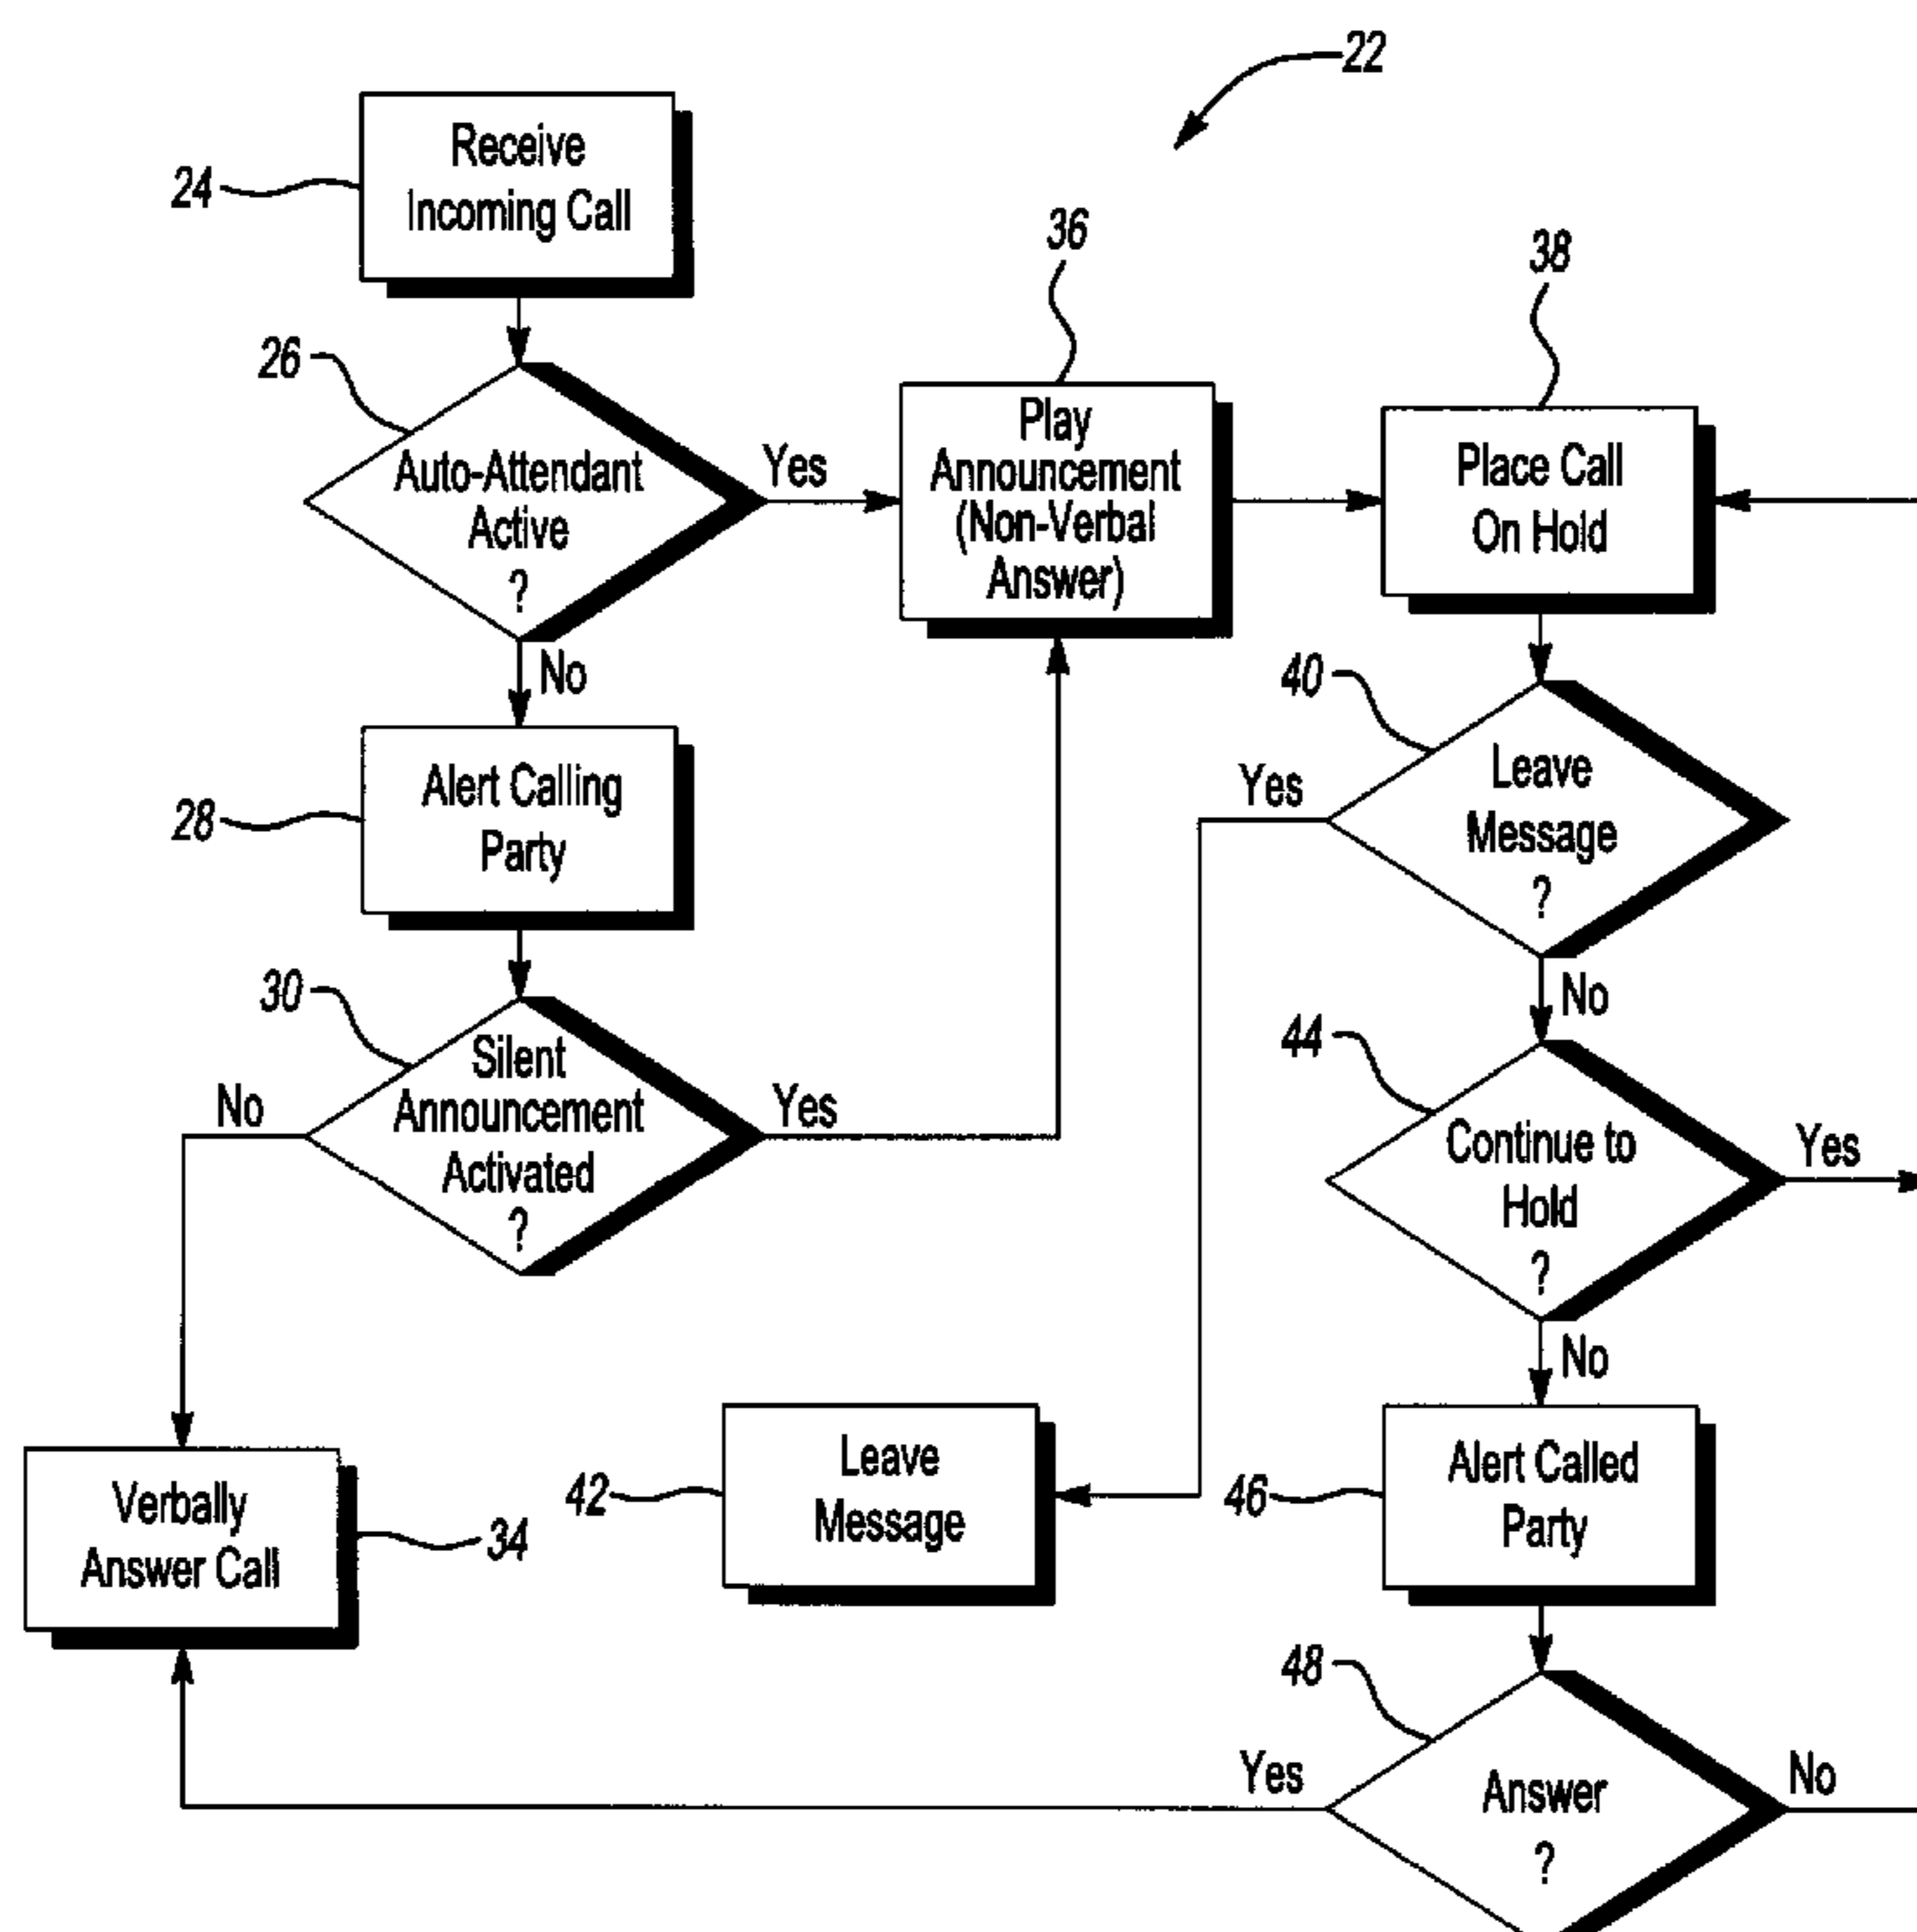 22
24
Receive
Incoming Call
26
Auto-Attendant
Active
?
Yes
No
36
Play
Announcement
(Non-Verbal
Answer)
38
Place Call
On Hold
28
Alert Calling
Party
40
Leave
Message
?
Yes
No
30
Silent
Announcement
Activated
?
No
Yes
44
Continue to
Hold
?
Yes
No
34
Verbally
Answer Call
42
Leave
Message
46
Alert Called
Party
48
Answer
?
Yes
No